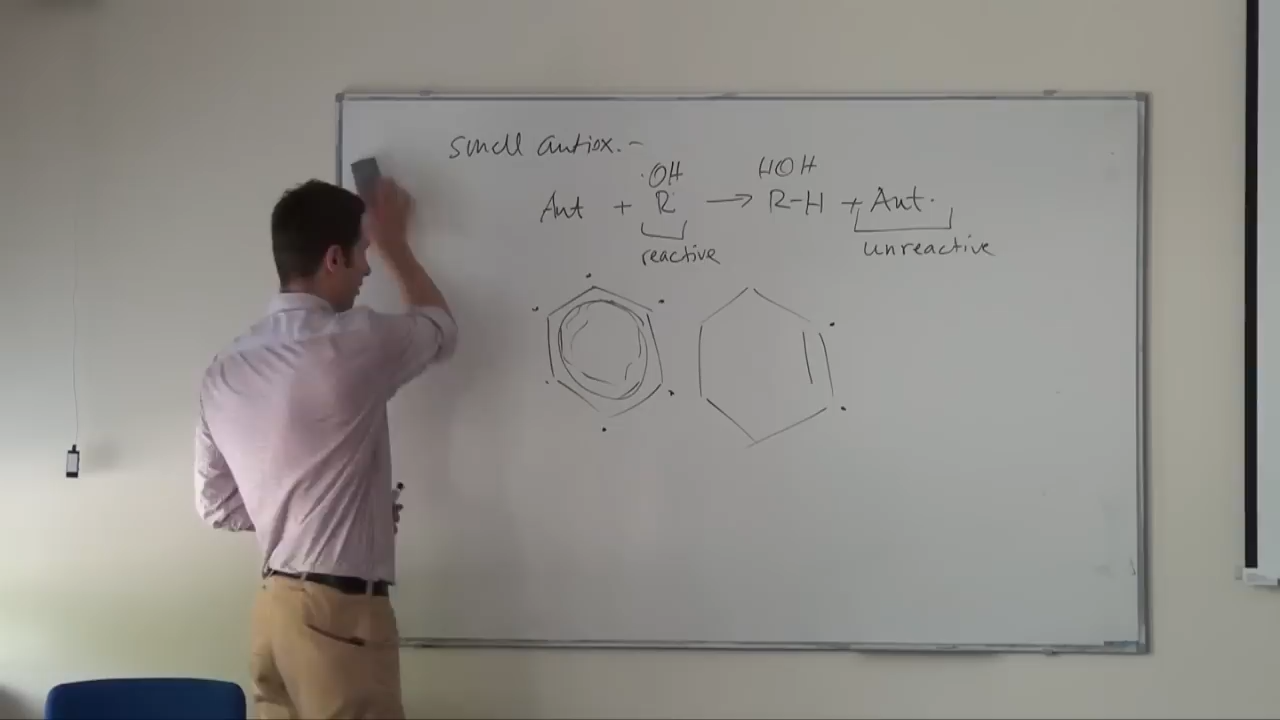 small antiox. -
·OH HOH
Ant + R· → R-H + Ant·
reactive unreactive